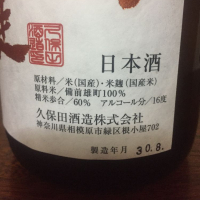 日本酒
原材料／米(国産)・米麹(国産米)
原料米／備前雄町100%
精米歩合／60% アルコール分／16度
久保田酒造株式会社
神奈川県相模原市緑区根小屋702
製造年月 30.8.